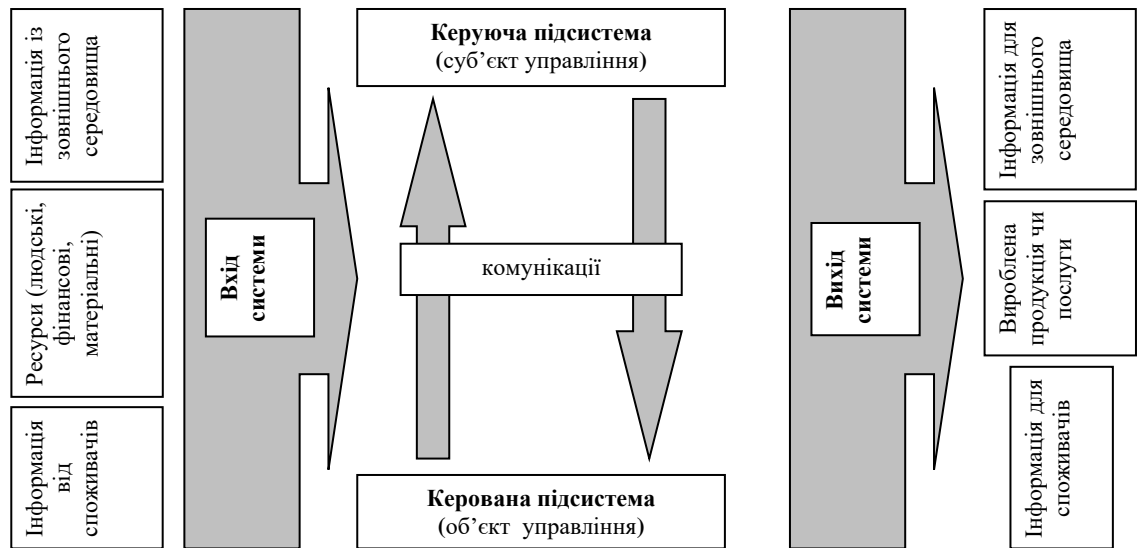 Інформація із
зовнішнього
середовища
Ресурси (людські,
фінансові,
матеріальні)
Інформація
від
споживачів
Вхід
системи
Керуюча підсистема
(суб’єкт управління)
комунікації
Керована підсистема
(об’єкт управління)
Вихід
системи
Інформація для
зовнішнього
середовища
Вироблена
продукція чи
послуги
Інформація для
споживачів